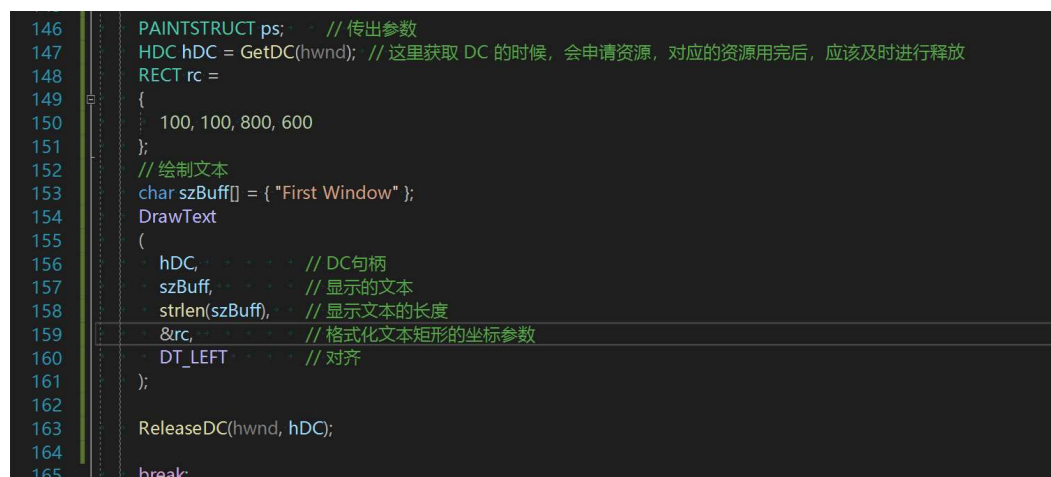 146 PAINTSTRUCT ps; // 传出参数
147 HDC hDC = GetDC(hwnd); // 这里获取 DC 的时候，会申请资源，对应的资源用完后，应该及时进行释放
148 RECT rc =
149 {
150 100, 100, 800, 600
151 };
152 // 绘制文本
153 char szBuff[] = { "First Window" };
154 DrawText
155 (
156 hDC, // DC句柄
157 szBuff, // 显示的文本
158 strlen(szBuff), // 显示文本的长度
159 &rc, // 格式化文本矩形的坐标参数
160 DT_LEFT // 对齐
161 );
162
163 ReleaseDC(hwnd, hDC);
164
165 break;